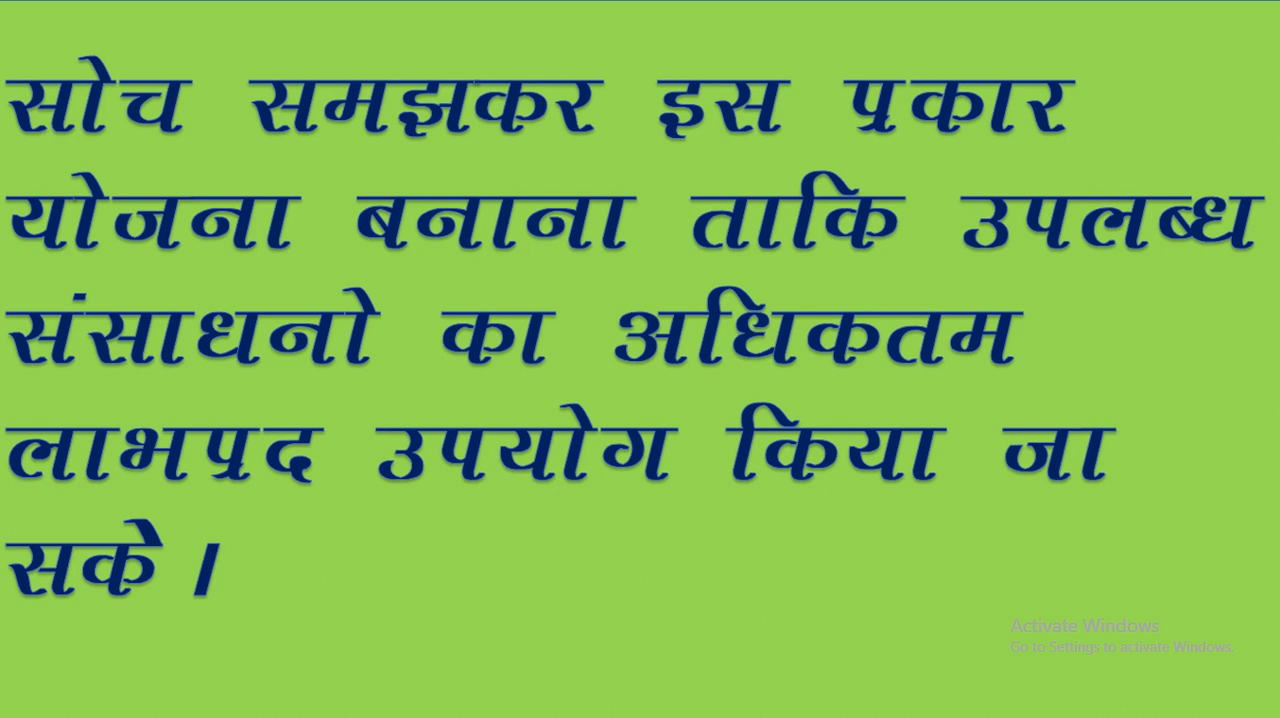 सोच समझकर इस प्रकार
योजना बनाना ताकि उपलब्ध
संसाधनो का अधिकतम
लाभप्रद उपयोग किया जा
सके।
Activate Windows
Go to Settings to activate Windows.